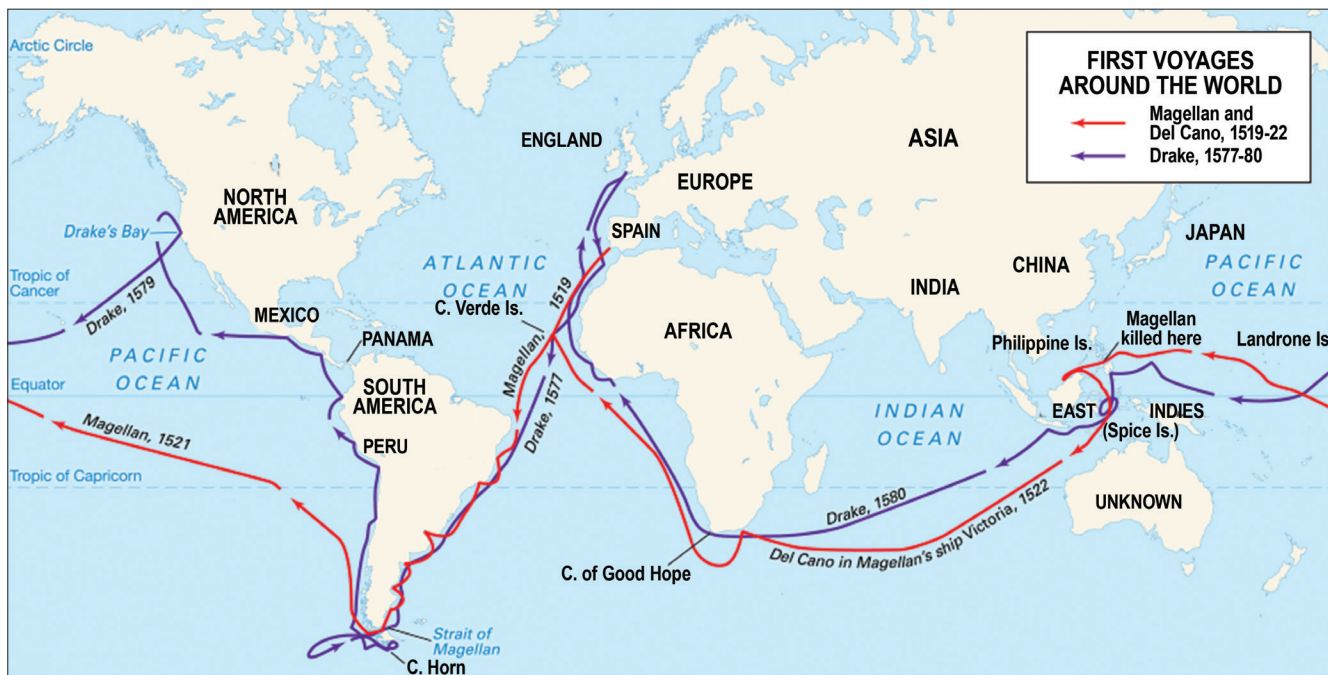 FIRST VOYAGES
AROUND THE WORLD
Magellan and
Del Cano, 1519-22
Drake, 1577-80
Arctic Circle
ENGLAND
ASIA
EUROPE
NORTH
AMERICA
Drake's Bay
SPAIN
JAPAN
ATLANTIC
OCEAN
PACIFIC
OCEAN
CHINA
Tropic of
Cancer
INDIA
Drake, 1579
1519
C. Verde Is.
MEXICO
AFRICA
Magellan
killed here
Philippine Is.
Landrone Is
PANAMA
PACIFIC
OCEAN
Magellan,
Equator
SOUTH
AMERICA
Drake, 1577
INDIAN
OCEAN
EAST
INDIES
(Spice Is.)
Magellan, 1521
PERU
Tropic of Capricorn
UNKNOWN
Drake, 1580
Del Cano in Magellan's ship Victoria, 1522
C. of Good Hope
Strait of
Magellan
C. Horn